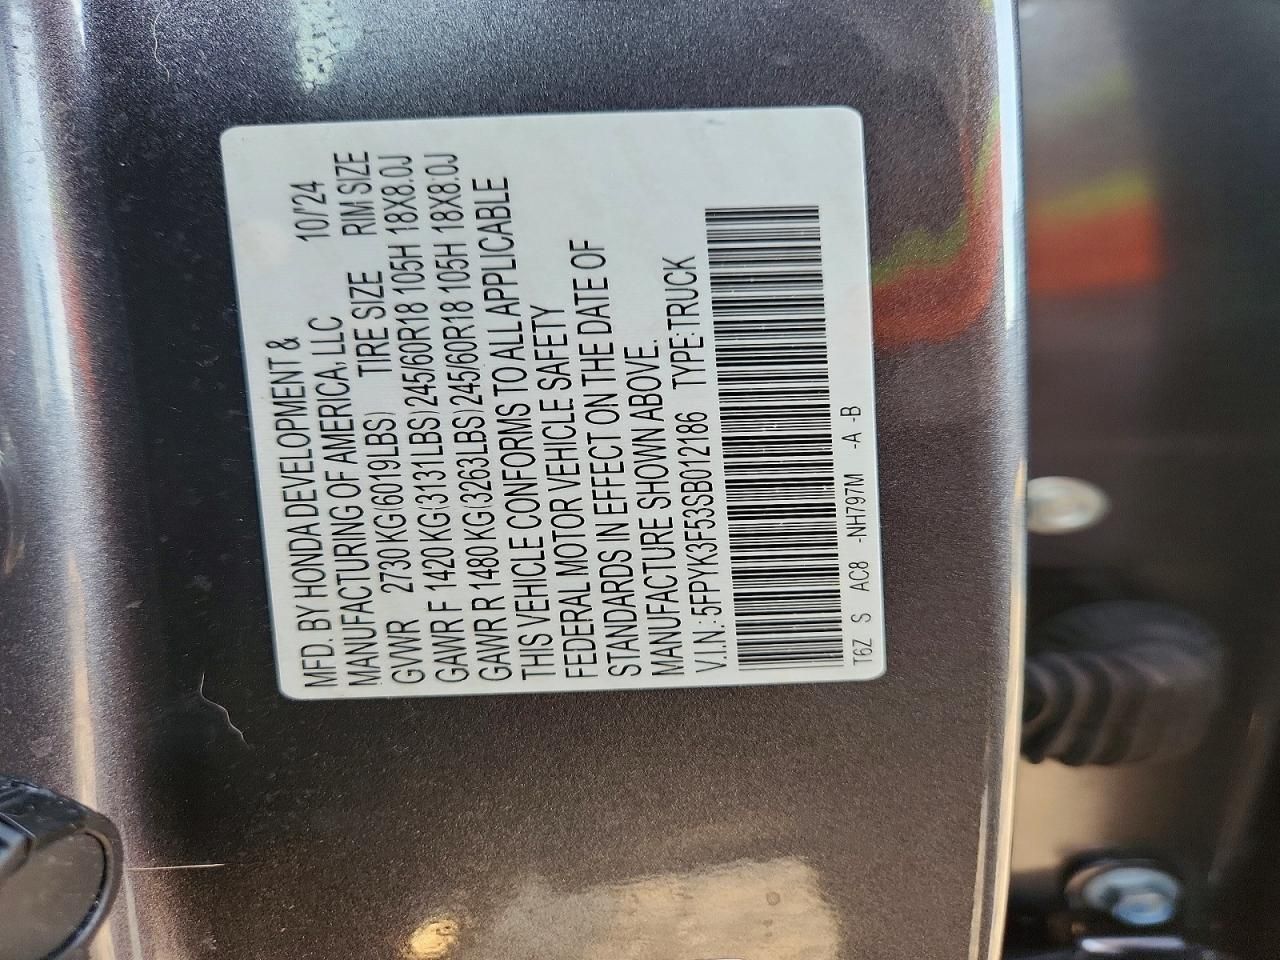 MFD. BY HONDA DEVELOPMENT &
MANUFACTURING OF AMERICA, LLC 10/'24
GVWR 2730 KG(6019LBS) TIRE SIZE RIM SIZE
GAWR F 1420 KG(3131LBS) 245/60R18 105H 18X8.0J
GAWR R 1480 KG(3263LBS) 245/60R18 105H 18X8.0J
THIS VEHICLE CONFORMS TO ALL APPLICABLE
FEDERAL MOTOR VEHICLE SAFETY
STANDARDS IN EFFECT ON THE DATE OF
MANUFACTURE SHOWN ABOVE.
V.I.N.:5FPYK3F53SB012186 TYPE:TRUCK
T6Z S AC8 -NH797M -A -B